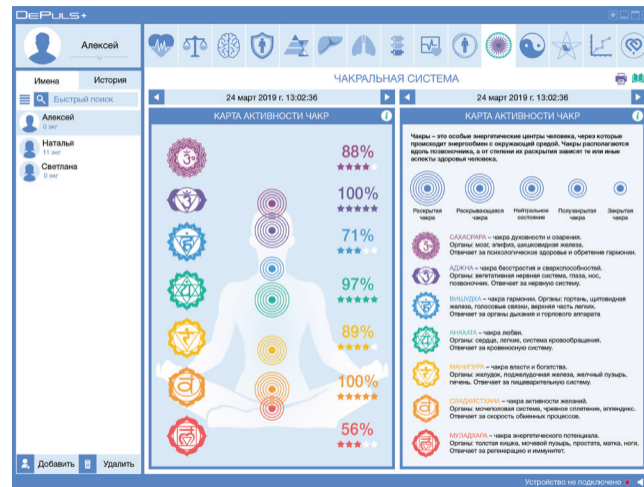 DEPULS+
Алексей
Имена
История
Быстрый поиск
Алексей
0 экг
Наталья
11 экг
Светлана
0 экг
Добавить
Удалить
ЧАКРАЛЬНАЯ СИСТЕМА
24 март 2019 г, 13:02:36
КАРТА АКТИВНОСТИ ЧАКР
88%
100%
71%
97%
89%
100%
56%
24 март 2019 г, 13:02:36
КАРТА АКТИВНОСТИ ЧАКР
Чакры – это особые энергетические центры человека, через которые
происходит энергообмен с окружающей средой. Чакры располагаются
вдоль позвоночника, а от степени их раскрытия зависят те или иные
аспекты здоровья человека.
Раскрытая чакра
Раскрывающаяся чакра
Нейтральное состояние
Полузакрытая чакра
Закрытая чакра
САХАСРАРА – чакра духовности и озарения.
Органы: мозг, эпифиз, шишковидная железа.
Отвечает за психологическое здоровье и обретение гармонии.
АДЖНА – чакра бесстрастия и сверхспособностей.
Органы: вегетативная нервная система, глаза, нос,
позвоночник. Отвечает за нервную систему.
ВИШУДХА – чакра гармонии. Органы: гортань, щитовидная
железа, голосовые связки, верхняя часть легких.
Отвечает за органы дыхания и горлового аппарата
АНАХАТА – чакра любви.
Органы: сердце, легкие, система кровообращения.
Отвечает за кровеносную систему.
МАНИПУРА – чакра власти и богатства.
Органы: желудок, поджелудочная железа, желчный пузырь,
печень. Отвечает за пищеварительную систему.
СВАДХИСТХАНА – чакра активности желаний.
Органы: мочеполовая система, чревное сплетение, аппендикс.
Отвечает за скорость обменных процессов.
МУЛАДХАРА – чакра энергетического потенциала.
Органы: толстая кишка, мочевой пузырь, простата, матка, ноги.
Отвечает за регенерацию и иммунитет.
Устройство не подключено